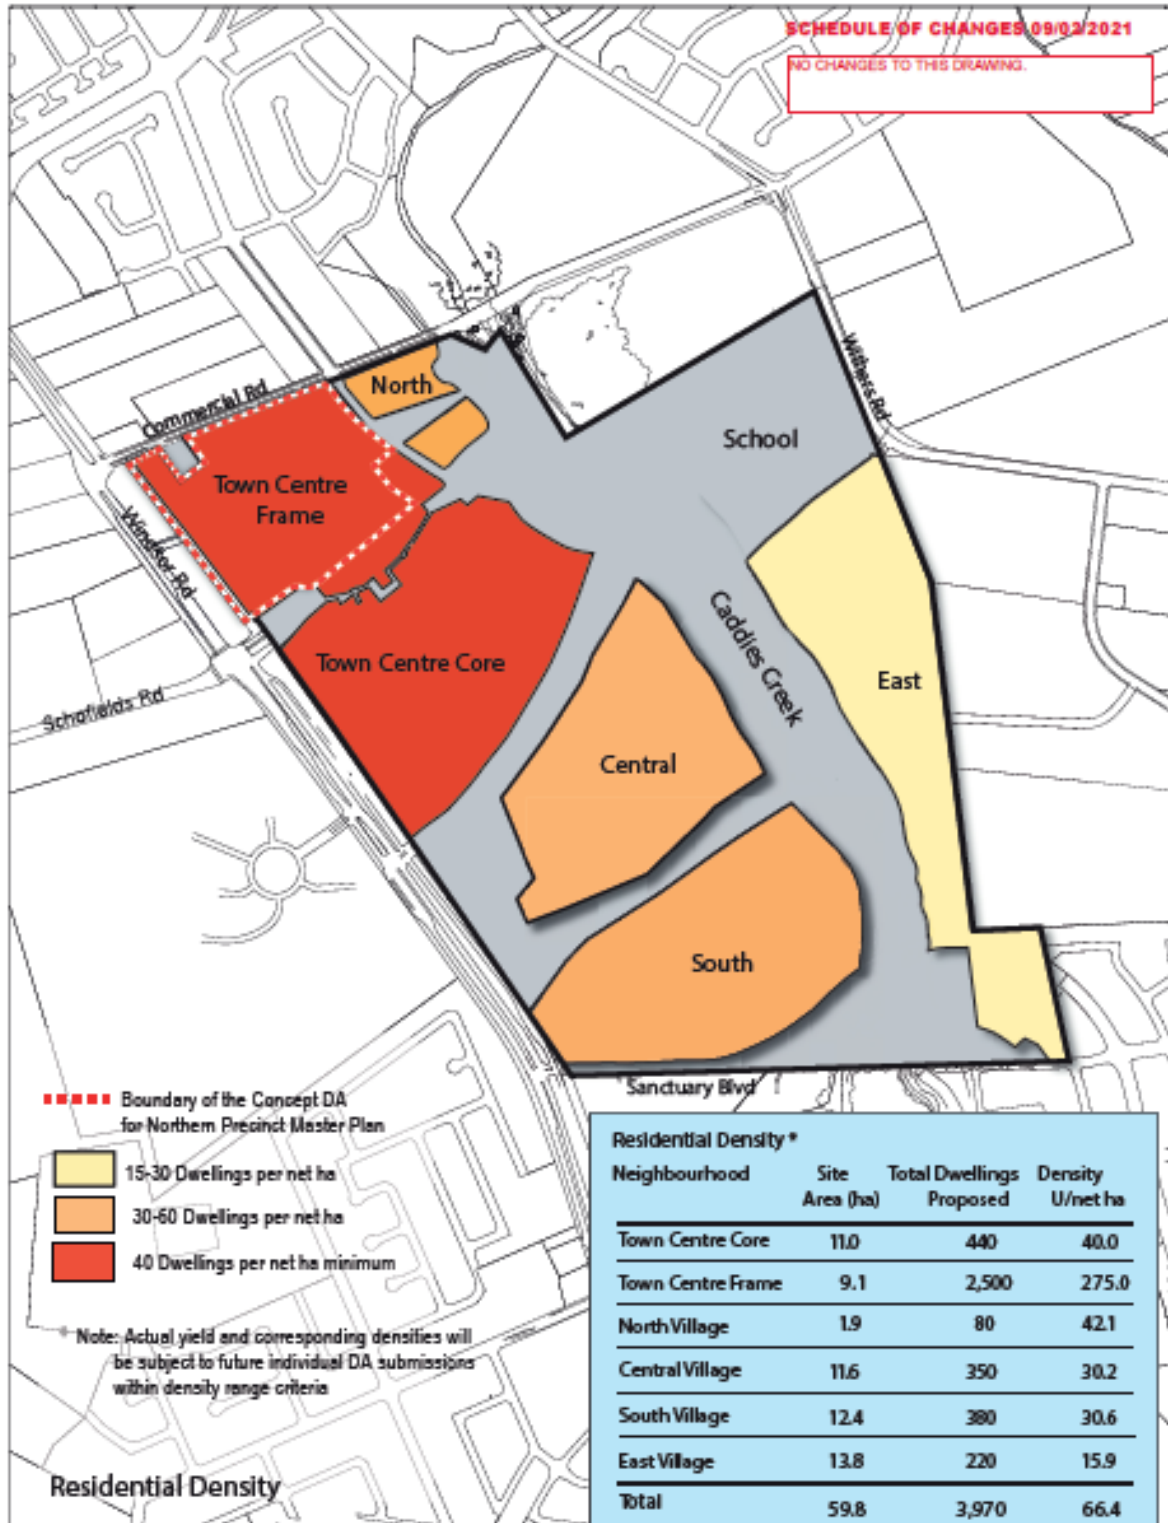 SCHEDULE OF CHANGES 09/02/2021
NO CHANGES TO THIS DRAWING.
Withers Rd
North
Commercial Rd
School
Town Centre
Frame
Windsor Rd
Caddies Creek
Town Centre Core
East
Schofields Rd
Central
South
Sanctuary Blvd
Boundary of the Concept DA
for Northern Precinct Master Plan
15-30 Dwellings per net ha
30-60 Dwellings per net ha
40 Dwellings per net ha minimum
* Note: Actual yield and corresponding densities will
be subject to future individual DA submissions
within density range criteria
Residential Density
Residential Density *
Neighbourhood Site Total Dwellings Density
Area (ha) Proposed U/net ha
Town Centre Core 11.0 440 40.0
Town Centre Frame 9.1 2,500 275.0
North Village 1.9 80 42.1
Central Village 11.6 350 30.2
South Village 12.4 380 30.6
East Village 13.8 220 15.9
Total 59.8 3,970 66.4